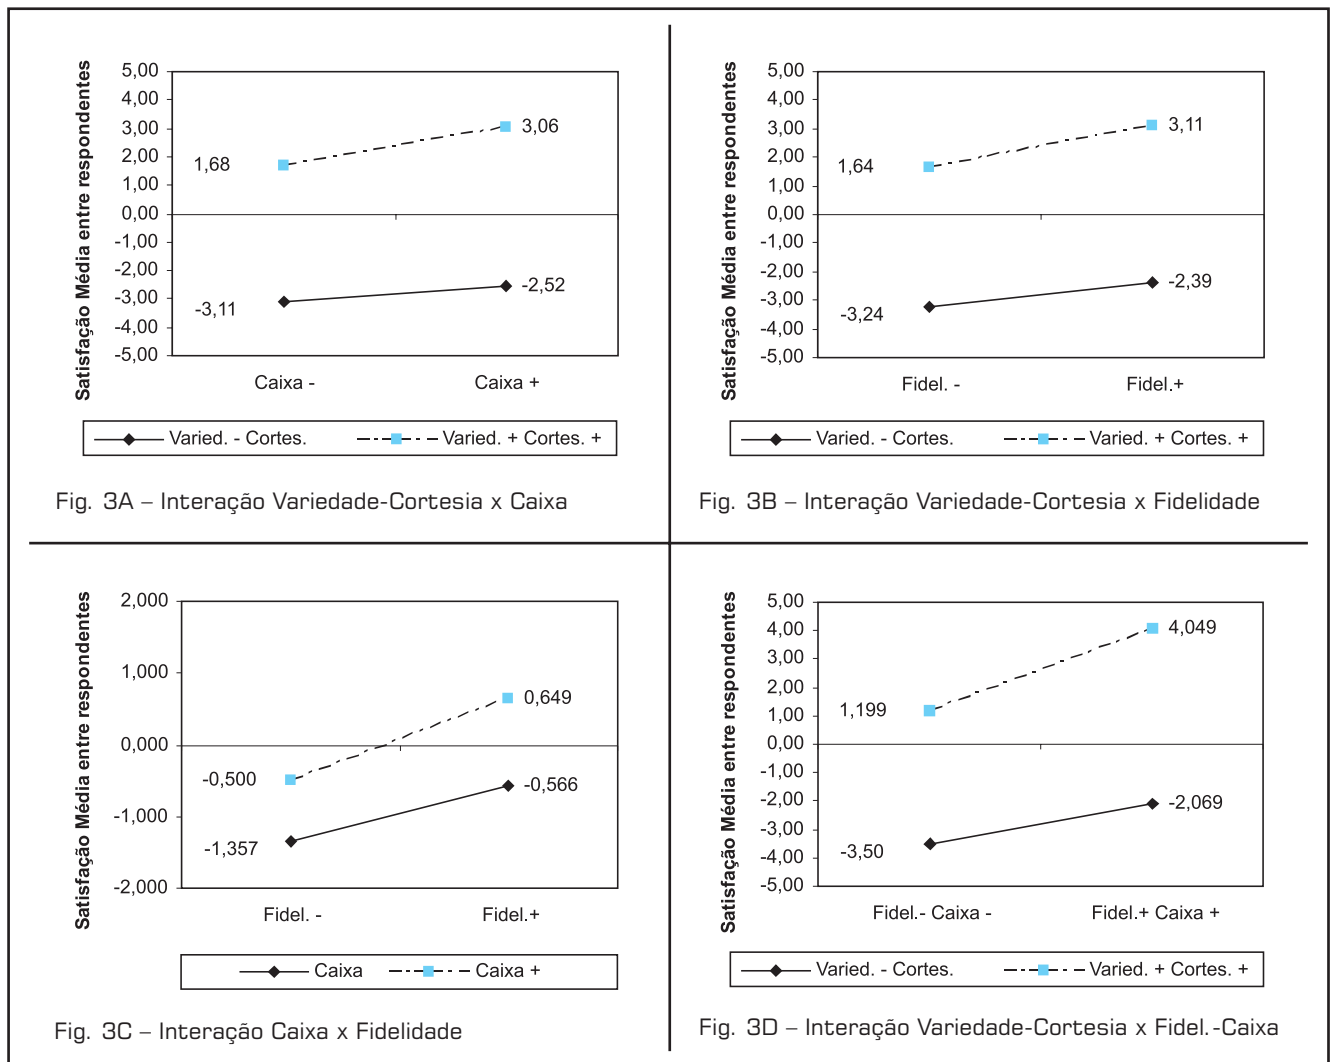 Satisfação Média entre respondentes
5,00
4,00
3,00
2,00
1,00
0,00
-1,00
-2,00
-3,00
-4,00
-5,00
1,68
3,06
-3,11
-2,52
Caixa -
Caixa +
Varied. - Cortes.
Varied. + Cortes. +
Fig. 3A – Interação Variedade-Cortesia x Caixa
Satisfação Média entre respondentes
5,00
4,00
3,00
2,00
1,00
0,00
-1,00
-2,00
-3,00
-4,00
-5,00
1,64
3,11
-3,24
-2,39
Fidel. -
Fidel.+
Varied. - Cortes.
Varied. + Cortes. +
Fig. 3B – Interação Variedade-Cortesia x Fidelidade
Satisfação Média entre respondentes
2,000
1,000
0,000
-1,000
-2,000
-0,500
0,649
-1,357
-0,566
Fidel. -
Fidel.+
Caixa
Caixa +
Fig. 3C – Interação Caixa x Fidelidade
Satisfação Média entre respondentes
5,00
4,00
3,00
2,00
1,00
0,00
-1,00
-2,00
-3,00
-4,00
-5,00
1,199
4,049
-3,50
-2,069
Fidel.- Caixa -
Fidel.+ Caixa +
Varied. - Cortes.
Varied. + Cortes. +
Fig. 3D – Interação Variedade-Cortesia x Fidel.-Caixa